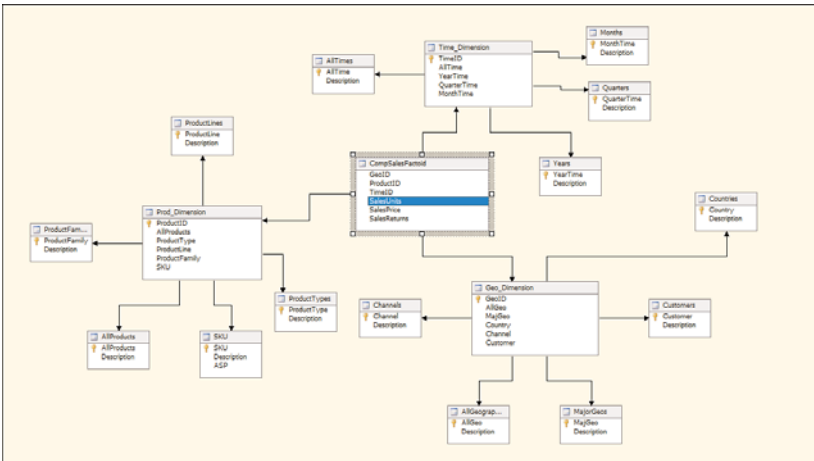 Months
MonthTime
Description
Time_Dimension
TimeID
AllTime
YearTime
QuarterTime
MonthTime
AllTimes
AllTime
Description
Quarters
QuarterTime
Description
ProductLines
ProductLine
Description
CompSalesFactoid
GeoID
ProductID
TimeID
SalesUnits
SalesPrice
SalesReturns
Years
YearTime
Description
Countries
Country
Description
Prod_Dimension
ProductID
AllProducts
ProductType
ProductLine
ProductFamily
SKU
ProductFam...
ProductFamily
Description
Geo_Dimension
GeoID
AllGeo
MajGeo
Country
Channel
Customer
ProductTypes
ProductType
Description
Channels
Channel
Description
Customers
Customer
Description
AllProducts
AllProducts
Description
SKU
SKU
Description
ASP
AllGeograp...
AllGeo
Description
MajorGeos
MajGeo
Description